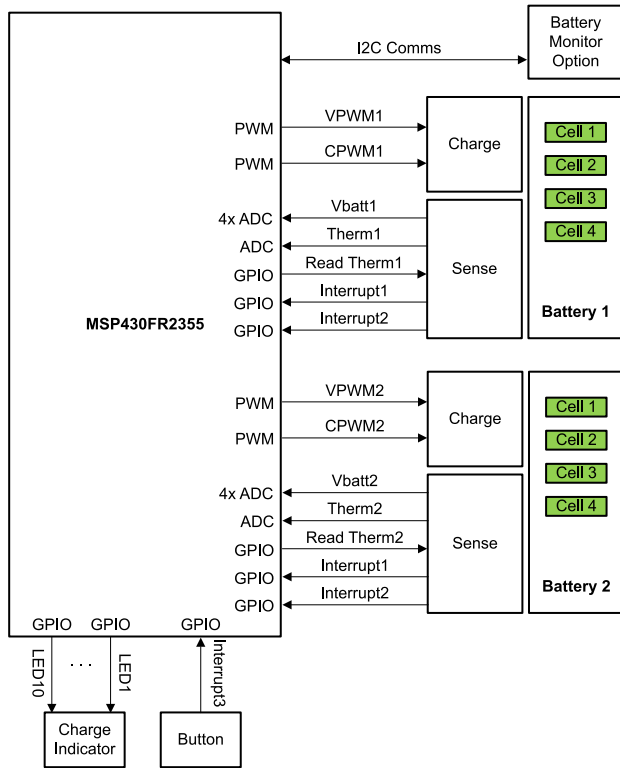 I2C Comms
Battery
Monitor
Option
PWM
VPWM1
PWM
CPWM1
Charge
4x ADC
Vbatt1
ADC
Therm1
GPIO
Read Therm1
GPIO
Interrupt1
GPIO
Interrupt2
Sense
Cell 1
Cell 2
Cell 3
Cell 4
Battery 1
MSP430FR2355
PWM
VPWM2
PWM
CPWM2
Charge
4x ADC
Vbatt2
ADC
Therm2
GPIO
Read Therm2
GPIO
Interrupt1
GPIO
Interrupt2
Sense
Cell 1
Cell 2
Cell 3
Cell 4
Battery 2
GPIO
GPIO
GPIO
LED10
. . .
LED1
Interrupt3
Charge
Indicator
Button